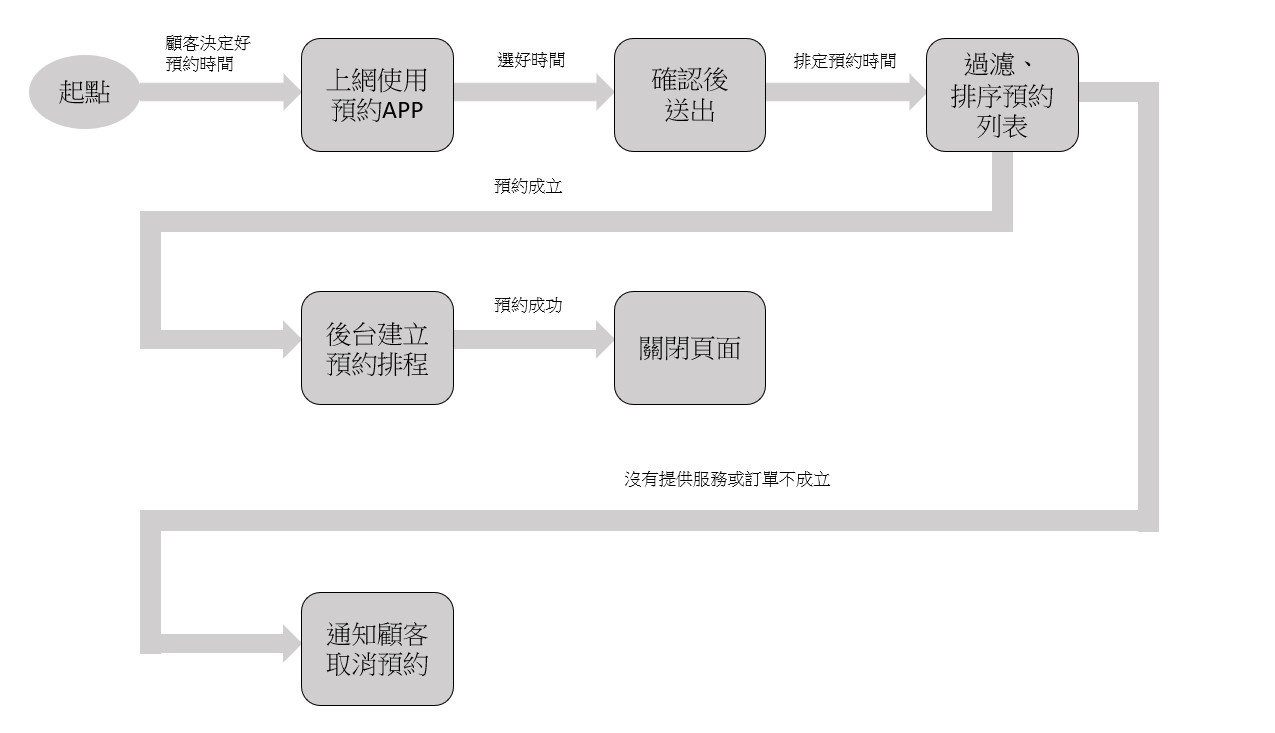 起點
顧客決定好
預約時間
上網使用
預約APP
選好時間
確認後
送出
排定預約時間
過濾、
排序預約
列表
預約成立
後台建立
預約排程
預約成功
關閉頁面
沒有提供服務或訂單不成立
通知顧客
取消預約